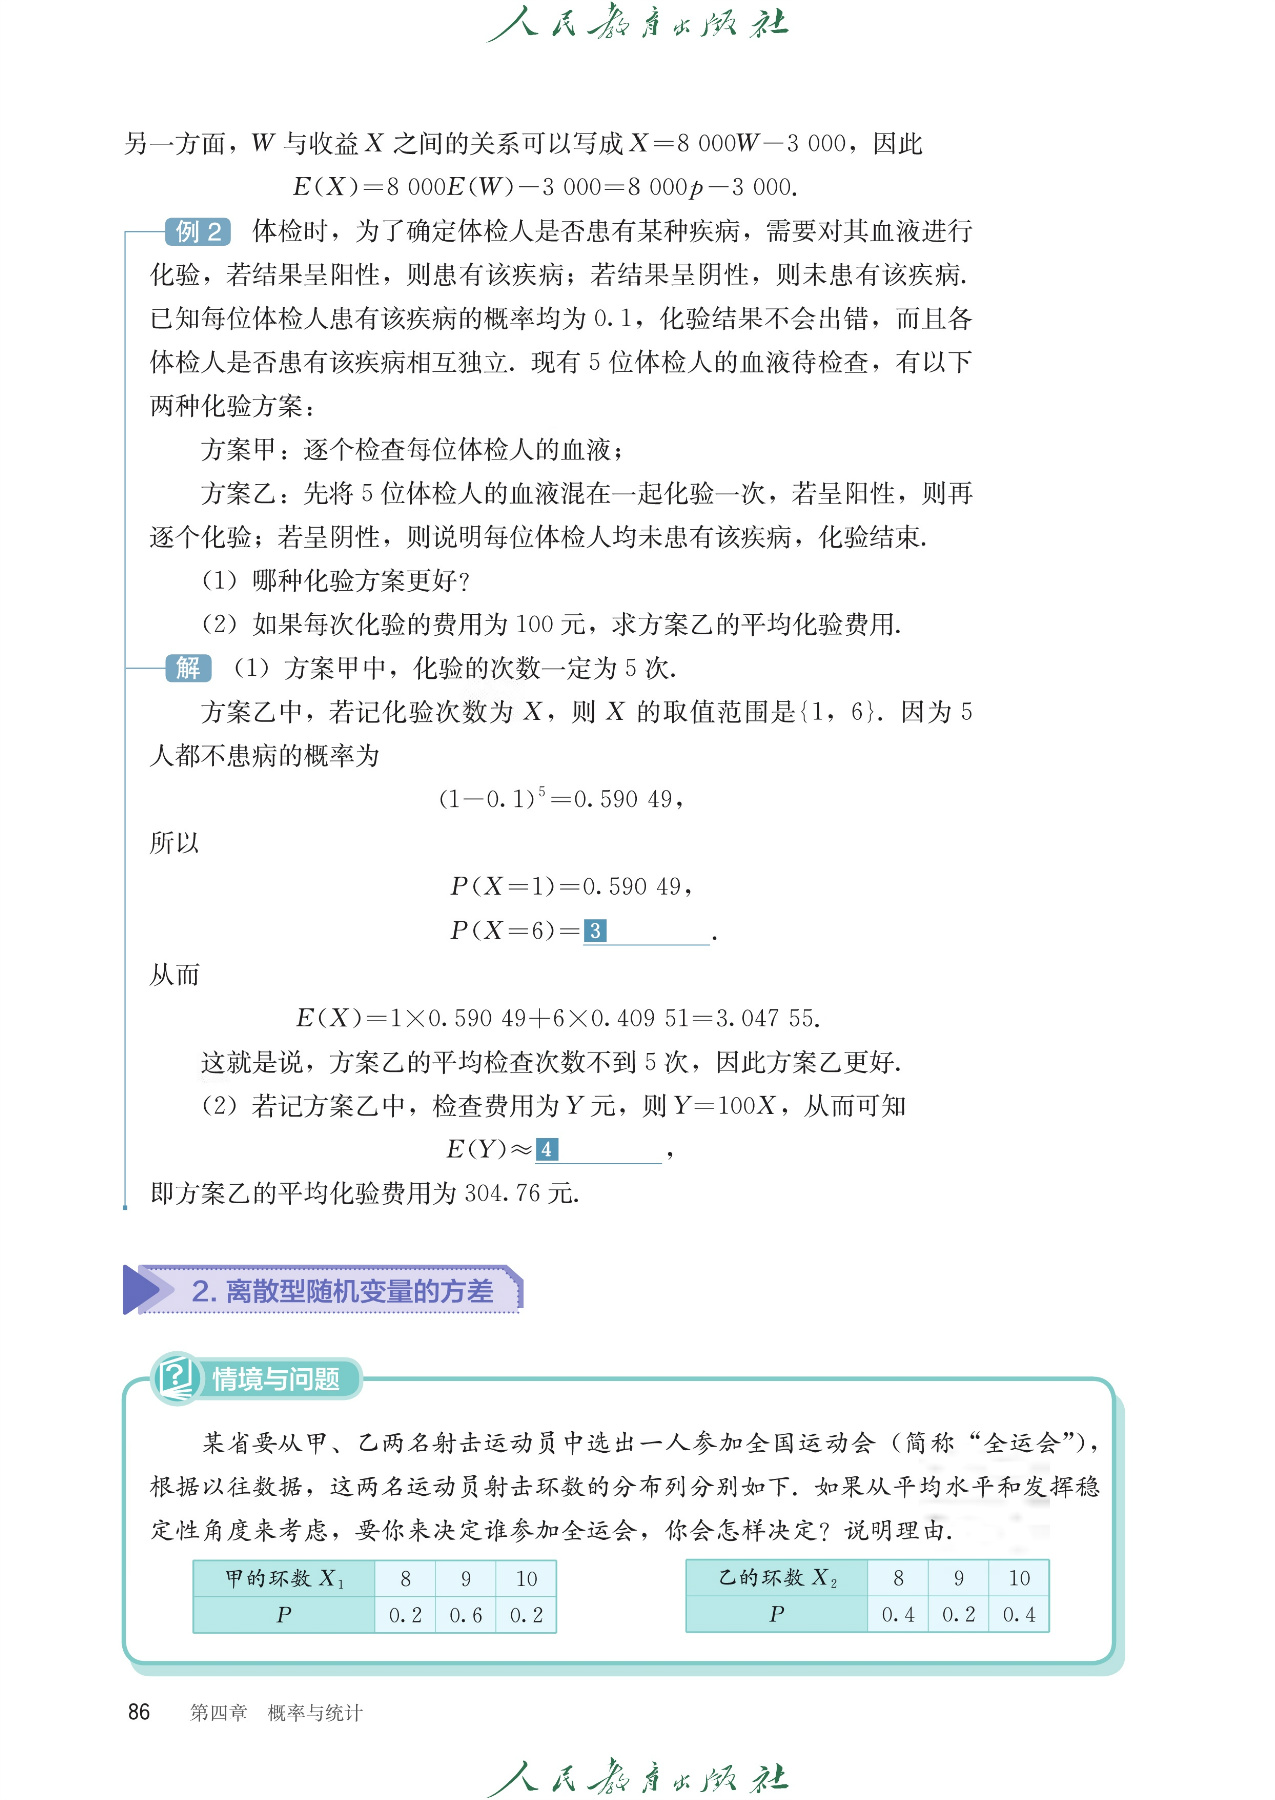 人民教育出版社
另一方面，W 与收益 X 之间的关系可以写成 X＝8 000W－3 000，因此
E(X)＝8 000E(W)－3 000＝8 000p－3 000.
例 2 体检时，为了确定体检人是否患有某种疾病，需要对其血液进行
化验，若结果呈阳性，则患有该疾病；若结果呈阴性，则未患有该疾病.
已知每位体检人患有该疾病的概率均为 0.1，化验结果不会出错，而且各
体检人是否患有该疾病相互独立. 现有 5 位体检人的血液待检查，有以下
两种化验方案：
方案甲：逐个检查每位体检人的血液；
方案乙：先将 5 位体检人的血液混在一起化验一次，若呈阳性，则再
逐个化验；若呈阴性，则说明每位体检人均未患有该疾病，化验结束.
（1）哪种化验方案更好？
（2）如果每次化验的费用为 100 元，求方案乙的平均化验费用.
解 （1）方案甲中，化验的次数一定为 5 次.
方案乙中，若记化验次数为 X，则 X 的取值范围是{1，6}. 因为 5
人都不患病的概率为
(1－0.1)⁵＝0.590 49，
所以
P(X＝1)＝0.590 49，
P(X＝6)＝3 .
从而
E(X)＝1×0.590 49＋6×0.409 51＝3.047 55.
这就是说，方案乙的平均检查次数不到 5 次，因此方案乙更好.
（2）若记方案乙中，检查费用为 Y 元，则 Y＝100X，从而可知
E(Y)≈4 ，
即方案乙的平均化验费用为 304.76 元.
2. 离散型随机变量的方差
? 情境与问题
某省要从甲、乙两名射击运动员中选出一人参加全国运动会（简称“全运会”），
根据以往数据，这两名运动员射击环数的分布列分别如下. 如果从平均水平和发挥稳
定性角度来考虑，要你来决定谁参加全运会，你会怎样决定？说明理由.
甲的环数 X₁ 8 9 10
P 0.2 0.6 0.2
乙的环数 X₂ 8 9 10
P 0.4 0.2 0.4
86 第四章 概率与统计
人民教育出版社